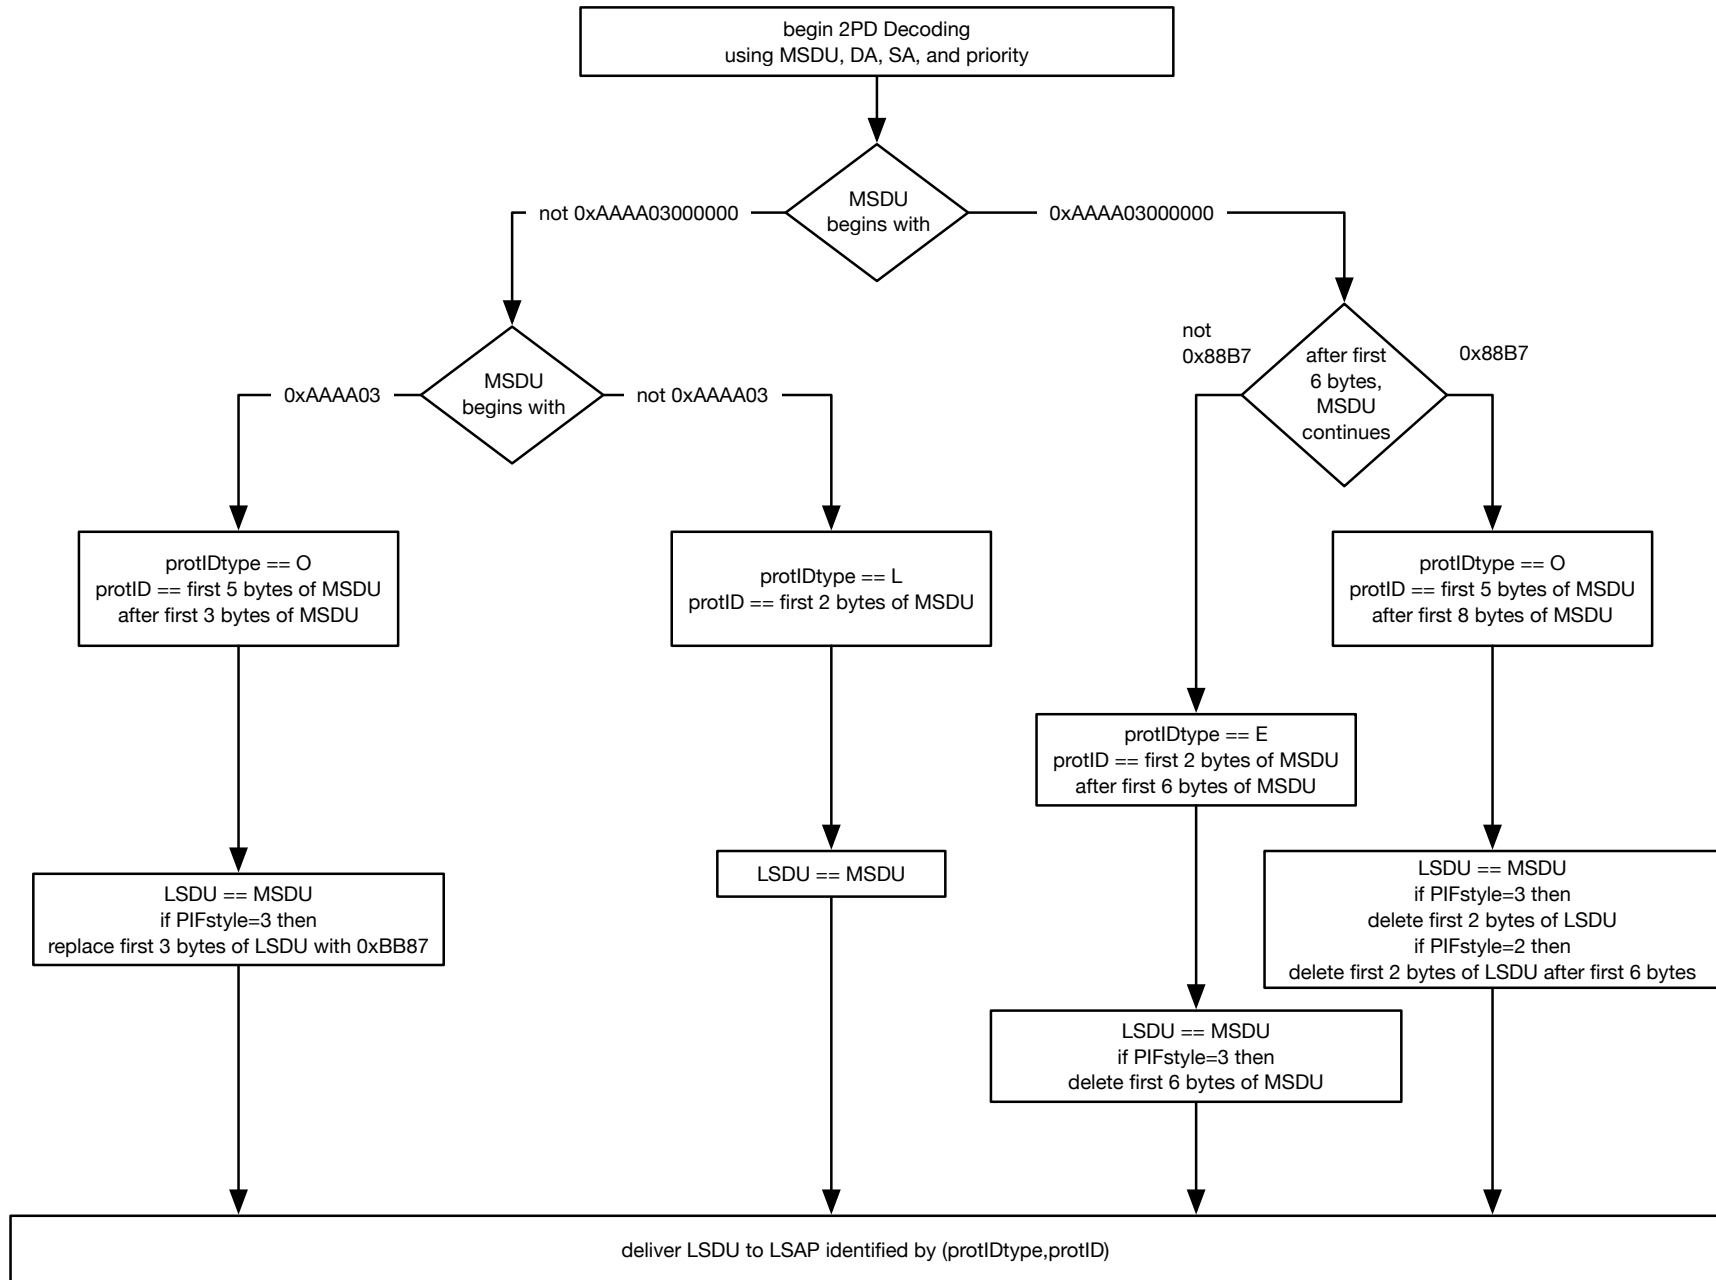 begin 2PD Decoding
using MSDU, DA, SA, and priority
MSDU
begins with
not 0xAAAA03000000
0xAAAA03000000
MSDU
begins with
0xAAAA03
not 0xAAAA03
after first
6 bytes,
MSDU
continues
not
0x88B7
0x88B7
protIDtype == O
protID == first 5 bytes of MSDU
after first 3 bytes of MSDU
protIDtype == L
protID == first 2 bytes of MSDU
protIDtype == O
protID == first 5 bytes of MSDU
after first 8 bytes of MSDU
protIDtype == E
protID == first 2 bytes of MSDU
after first 6 bytes of MSDU
LSDU == MSDU
if PIFstyle=3 then
replace first 3 bytes of LSDU with 0xBB87
LSDU == MSDU
LSDU == MSDU
if PIFstyle=3 then
delete first 2 bytes of LSDU
if PIFstyle=2 then
delete first 2 bytes of LSDU after first 6 bytes
LSDU == MSDU
if PIFstyle=3 then
delete first 6 bytes of MSDU
deliver LSDU to LSAP identified by (protIDtype,protID)